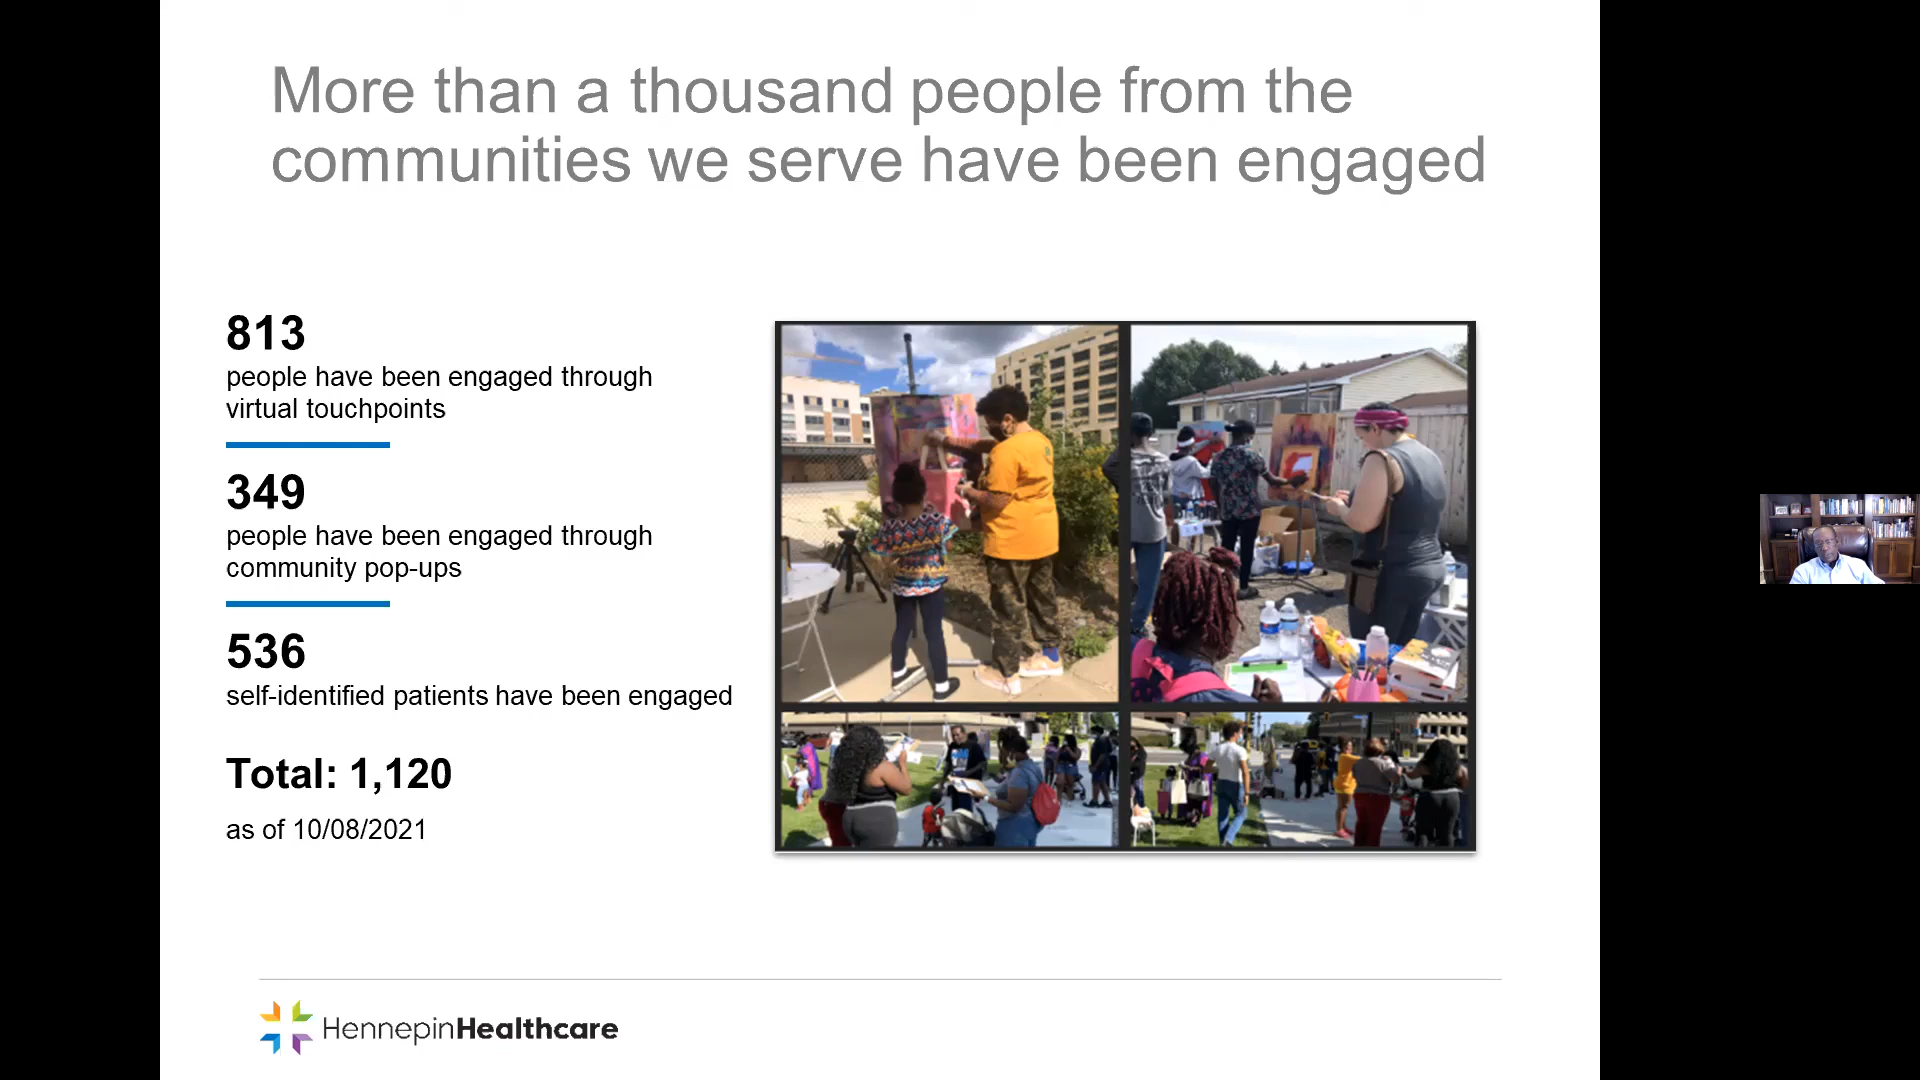 More than a thousand people from the
communities we serve have been engaged
813
people have been engaged through
virtual touchpoints
349
people have been engaged through
community pop-ups
536
self-identified patients have been engaged
Total: 1,120
as of 10/08/2021
HennepinHealthcare